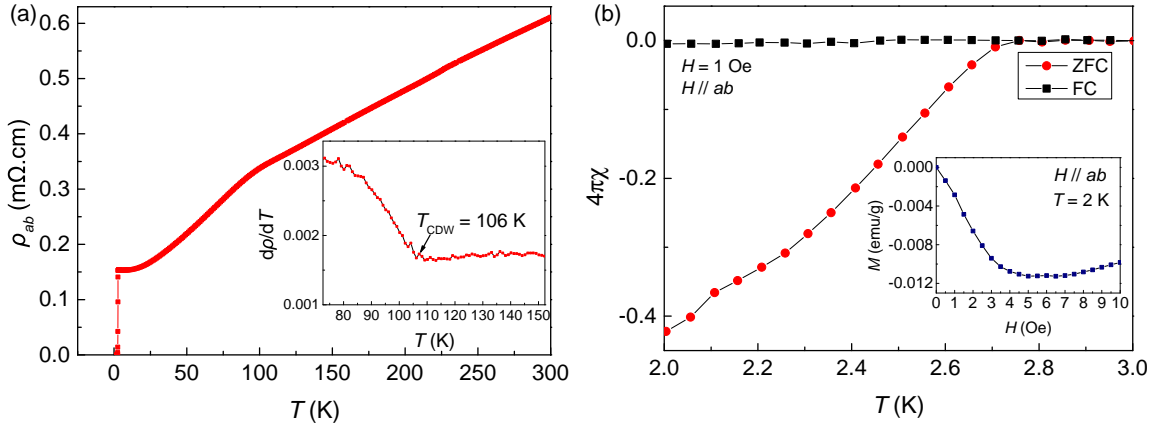 (a)
0.6
0.5
0.4
0.3
0.2
0.1
0.0
ρab (mΩ.cm)
0 50 100 150 200 250 300
T (K)
0.003
0.002
0.001
dρ/dT
TCDW = 106 K
80 90 100 110 120 130 140 150
T (K)
(b)
0.0
-0.2
-0.4
4πχ
H = 1 Oe
H // ab
ZFC
FC
2.0 2.2 2.4 2.6 2.8 3.0
T (K)
0.000
-0.004
-0.008
-0.012
M (emu/g)
H // ab
T = 2 K
0 1 2 3 4 5 6 7 8 9 10
H (Oe)